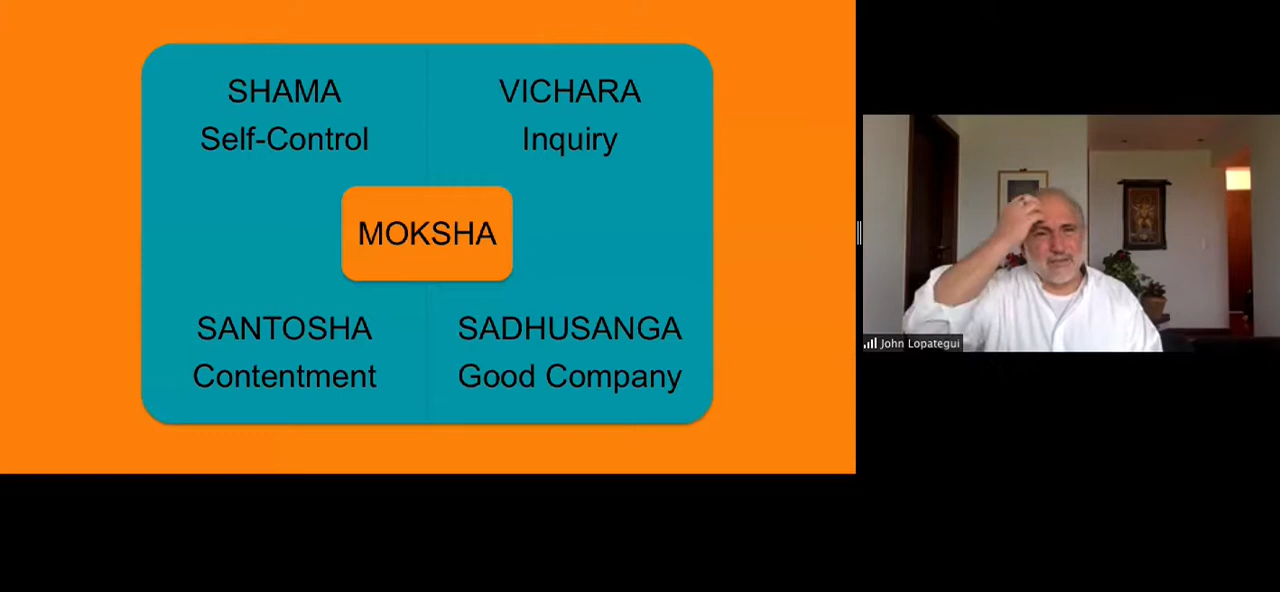 SHAMA
Self-Control
VICHARA
Inquiry
MOKSHA
SANTOSHA
Contentment
SADHUSANGA
Good Company
John Lopategui